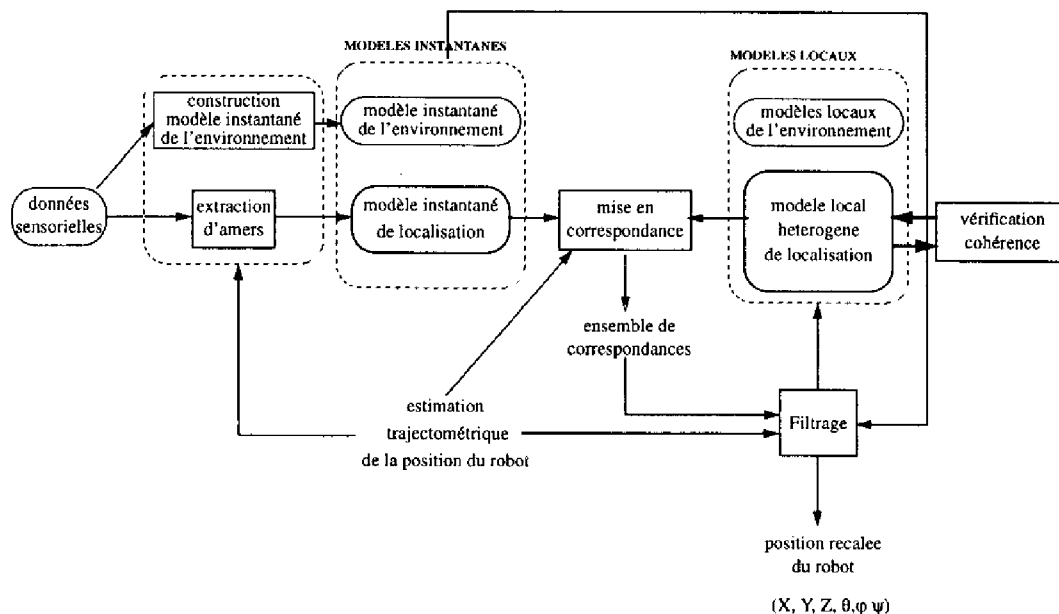 MODELES INSTANTANES
MODELES LOCAUX
construction
modèle instantané
de l'environnement
modèle instantané
de l'environnement
modèles locaux
de l'environnement
données
sensorielles
extraction
d'amers
modèle instantané
de localisation
mise en
correspondance
modele local
heterogene
de localisation
vérification
cohérence
ensemble de
correspondances
estimation
trajectométrique
de la position du robot
Filtrage
position recalee
du robot
(X, Y, Z, θ,φ ψ)